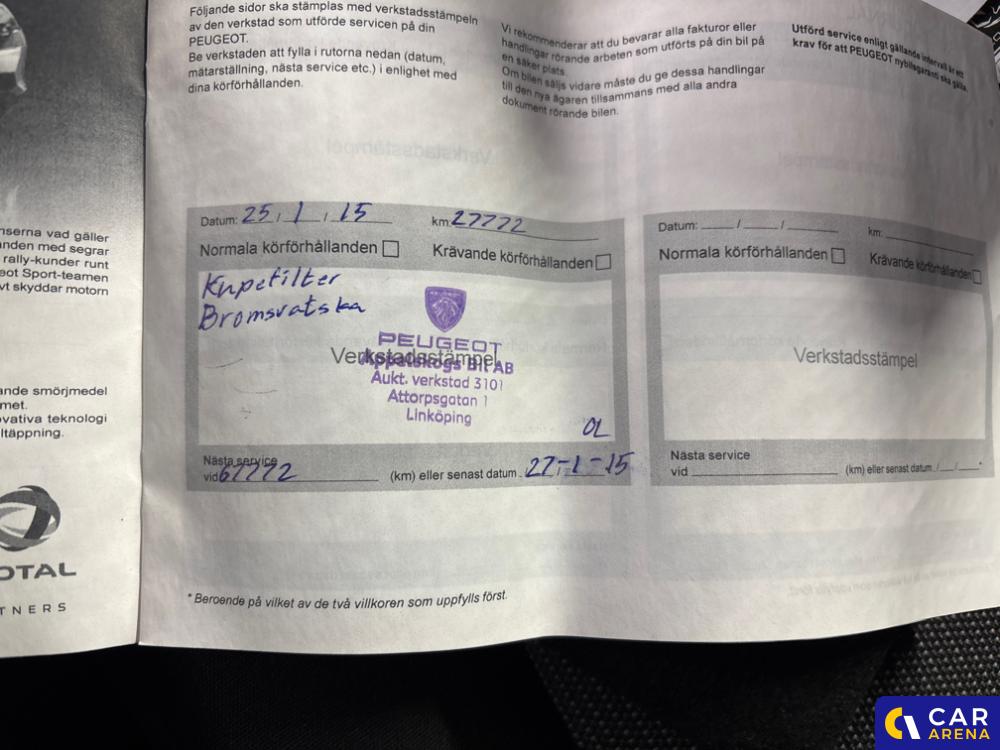 Följande sidor ska stämplas med verkstadsstämpeln
av den verkstad som utförde servicen på din
PEUGEOT.
Be verkstaden att fylla i rutorna nedan (datum,
mätarställning, nästa service etc.) i enlighet med
dina körförhållanden.
Vi rekommenderar att du bevarar alla fakturor eller
handlingar rörande arbeten som utförts på din bil på
en säker plats.
Om bilen säljs vidare måste du ge dessa handlingar
till den nya ägaren tillsammans med alla andra
dokument rörande bilen.
Utförd service enligt gällande intervall är ett
krav för att PEUGEOT nybilsgaranti ska gälla.
nserna vad gäller
anden med segrar
rally-kunder runt
eot Sport-teamen
vt skyddar motorn
ande smörjmedel
met.
ovativa teknologi
ltäppning.
OTAL
TNERS
Datum: 25 / 1 / 15 km: 27772
Normala körförhållanden Krävande körförhållanden
Kupefilter
Bromsvatska
PEUGEOT
Verkstadsstämpel
Bil AB
Aukt. verkstad 3101
Attorpsgatan 1
Linköping
OL
Nästa service
vid 67772 (km) eller senast datum 27-1-15
Datum: / / km:
Normala körförhållanden Krävande körförhållanden
Verkstadsstämpel
Nästa service
vid (km) eller senast datum / / *
* Beroende på vilket av de två villkoren som uppfylls först.
CAR
ARENA